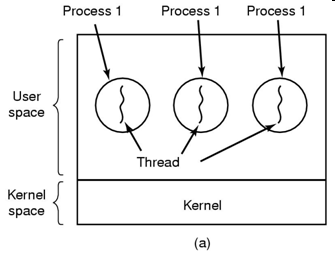 Process 1 Process 1 Process 1
User
space
Thread
Kernel
space
Kernel
(a)